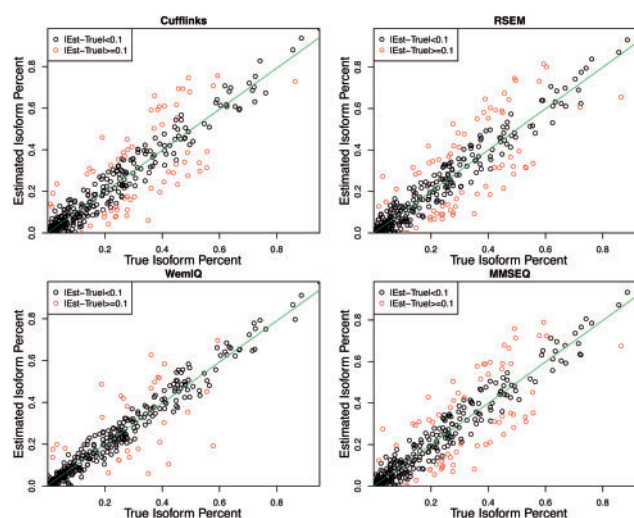 Cufflinks
|Est-True|<0.1
|Est-True|>=0.1
Estimated Isoform Percent
0.0 0.2 0.4 0.6 0.8
0.2 0.4 0.6 0.8
True Isoform Percent
RSEM
|Est-True|<0.1
|Est-True|>=0.1
Estimated Isoform Percent
0.0 0.2 0.4 0.6 0.8
0.2 0.4 0.6 0.8
True Isoform Percent
WemIQ
|Est-True|<0.1
|Est-True|>=0.1
Estimated Isoform Percent
0.0 0.2 0.4 0.6 0.8
0.2 0.4 0.6 0.8
True Isoform Percent
MMSEQ
|Est-True|<0.1
|Est-True|>=0.1
Estimated Isoform Percent
0.0 0.2 0.4 0.6 0.8
0.2 0.4 0.6 0.8
True Isoform Percent